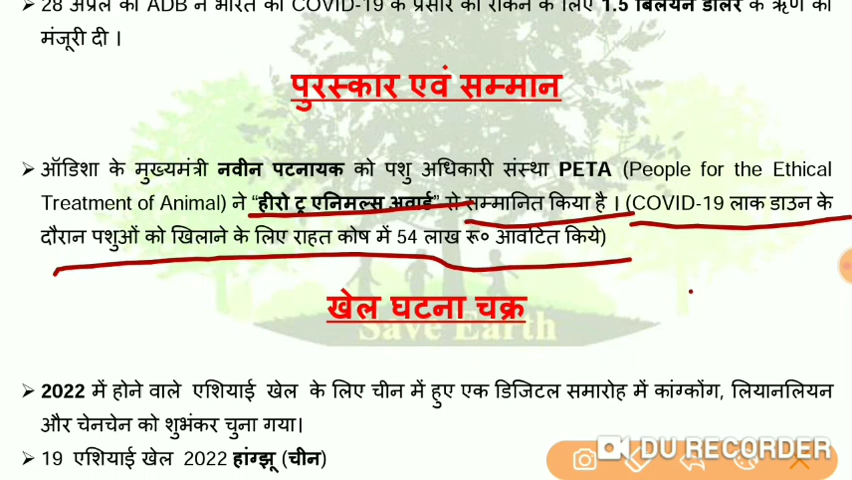 ➢ 28 अप्रैल को ADB ने भारत को COVID-19 के प्रसार को रोकने के लिए 1.5 बिलियन डॉलर के ऋण को
मंजूरी दी ।
पुरस्कार एवं सम्मान
➢ ऑडिशा के मुख्यमंत्री नवीन पटनायक को पशु अधिकारी संस्था PETA (People for the Ethical
Treatment of Animal) ने “हीरो टू एनिमल्स अवार्ड” से सम्मानित किया है । (COVID-19 लाक डाउन के
दौरान पशुओं को खिलाने के लिए राहत कोष में 54 लाख रू० आवंटित किये)
खेल घटना चक्र
Save Earth
➢ 2022 में होने वाले एशियाई खेल के लिए चीन में हुए एक डिजिटल समारोह में कांग्कोंग, लियानलियन
और चेनचेन को शुभंकर चुना गया।
➢ 19 एशियाई खेल 2022 हांग्झू (चीन)
DU RECORDER